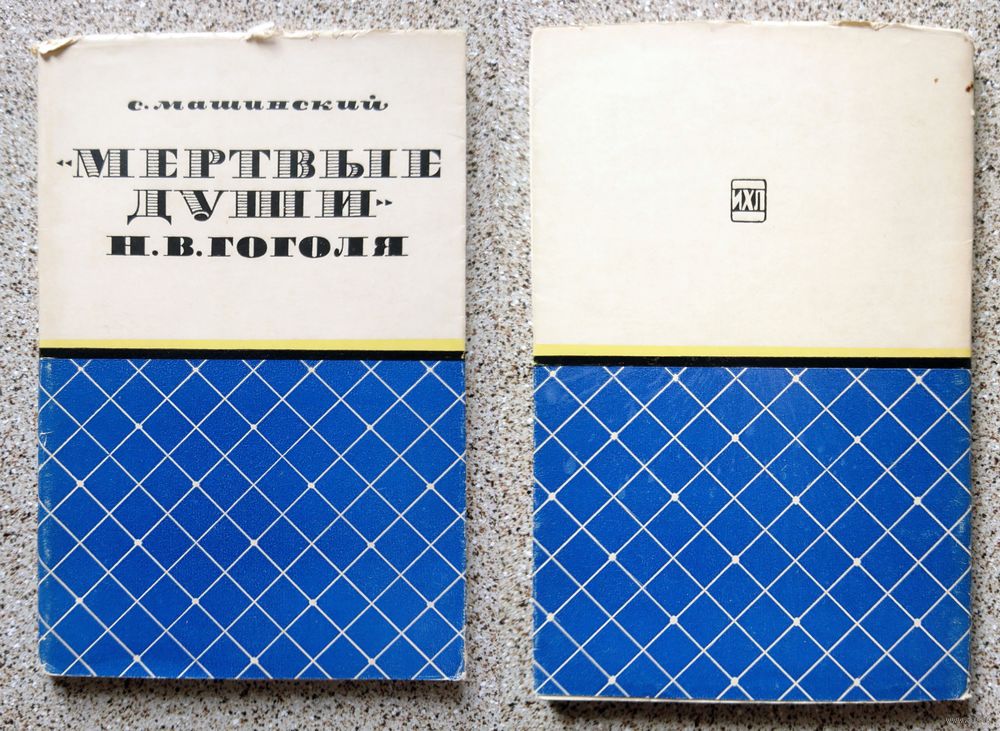 с. машинский
«МЕРТВЫЕ
ДУШИ»
Н. В. ГОГОЛЯ
ИХЛ